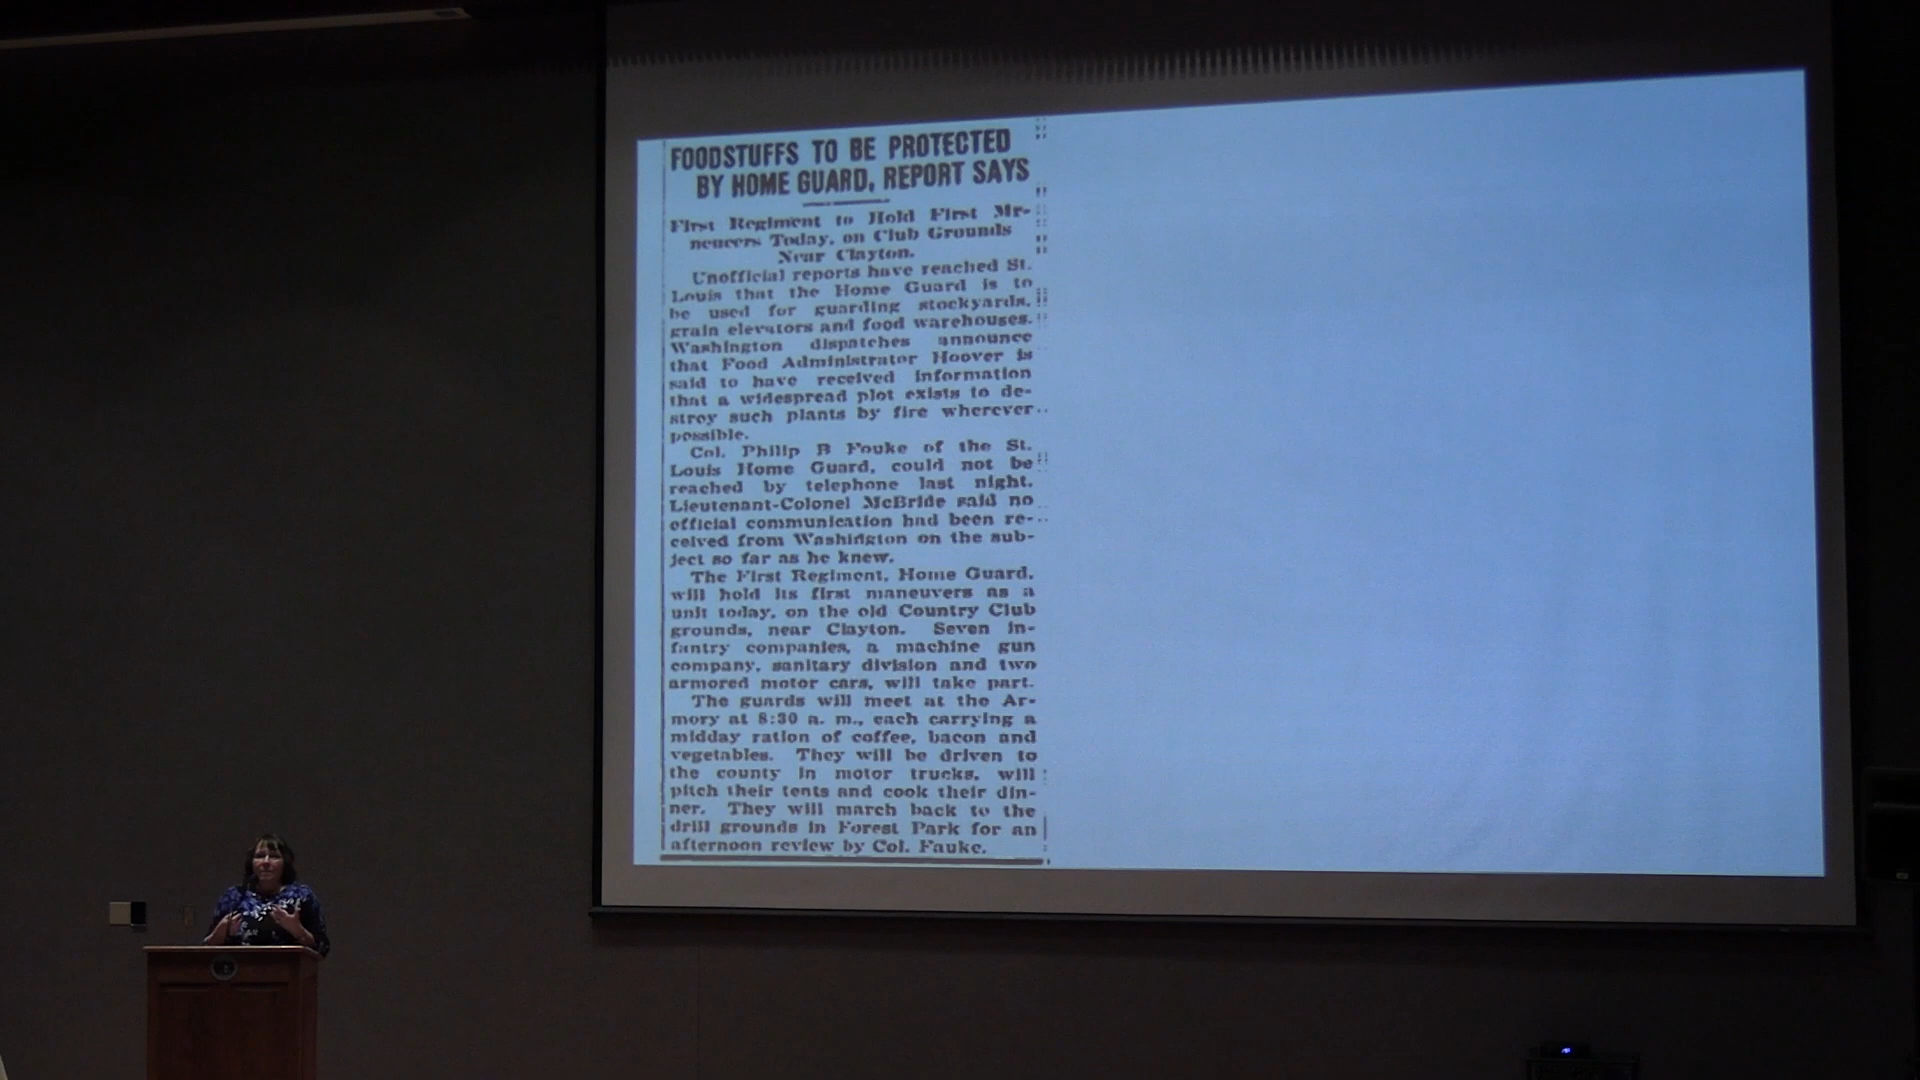 FOODSTUFFS TO BE PROTECTED
BY HOME GUARD, REPORT SAYS
First Regiment to Hold First Mr-
neuvers Today, on Club Grounds
Near Clayton.
Unofficial reports have reached St.
Louis that the Home Guard is to
be used for guarding stockyards,
grain elevators and food warehouses.
Washington dispatches announce
that Food Administrator Hoover is
said to have received information
that a widespread plot exists to de-
stroy such plants by fire wherever
possible.
Col. Philip B Fouke of the St.
Louis Home Guard, could not be
reached by telephone last night.
Lieutenant-Colonel McBride said no
official communication had been re-
ceived from Washington on the sub-
ject so far as he knew.
The First Regiment, Home Guard,
will hold its first maneuvers as a
unit today, on the old Country Club
grounds, near Clayton. Seven in-
fantry companies, a machine gun
company, sanitary division and two
armored motor cars, will take part.
The guards will meet at the Ar-
mory at 8:30 a. m., each carrying a
midday ration of coffee, bacon and
vegetables. They will be driven to
the county in motor trucks, will
pitch their tents and cook their din-
ner. They will march back to the
drill grounds in Forest Park for an
afternoon review by Col. Fauke.